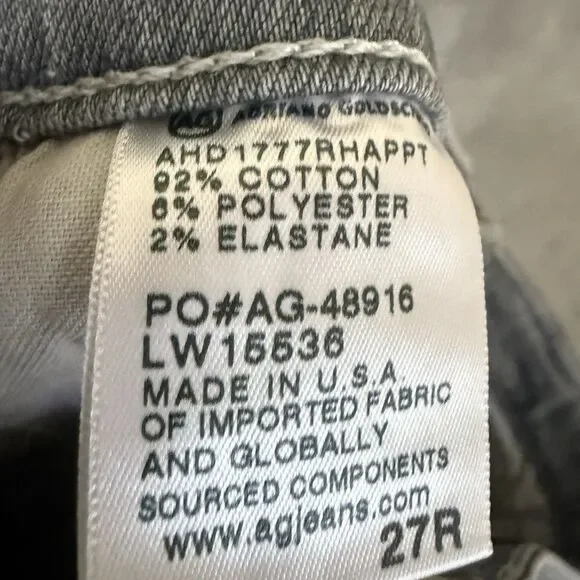 AG ADRIANO GOLDSC
AHD1777RHAPPT
92% COTTON
6% POLYESTER
2% ELASTANE
PO#AG-48916
LW15536
MADE IN U.S.A
OF IMPORTED FABRIC
AND GLOBALLY
SOURCED COMPONENTS
www.agjeans.com
27R